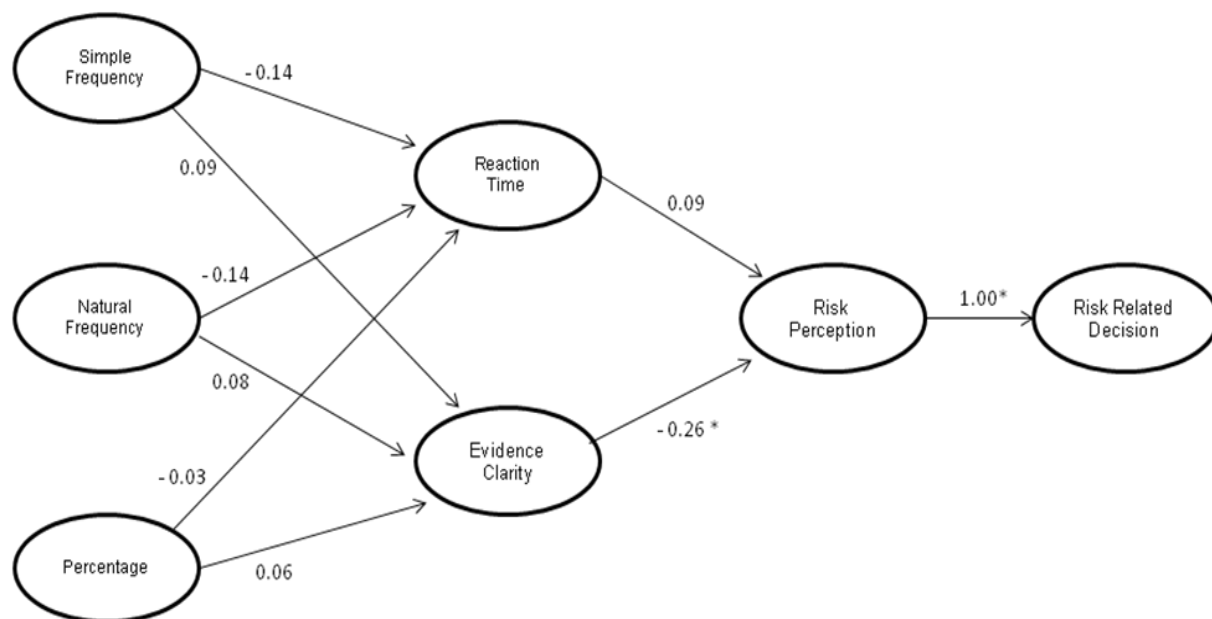 Simple
Frequency
- 0.14
0.09
Reaction
Time
0.09
Natural
Frequency
-0.14
0.08
Risk
Perception
1.00*
Risk Related
Decision
Evidence
Clarity
- 0.26 *
- 0.03
Percentage
0.06